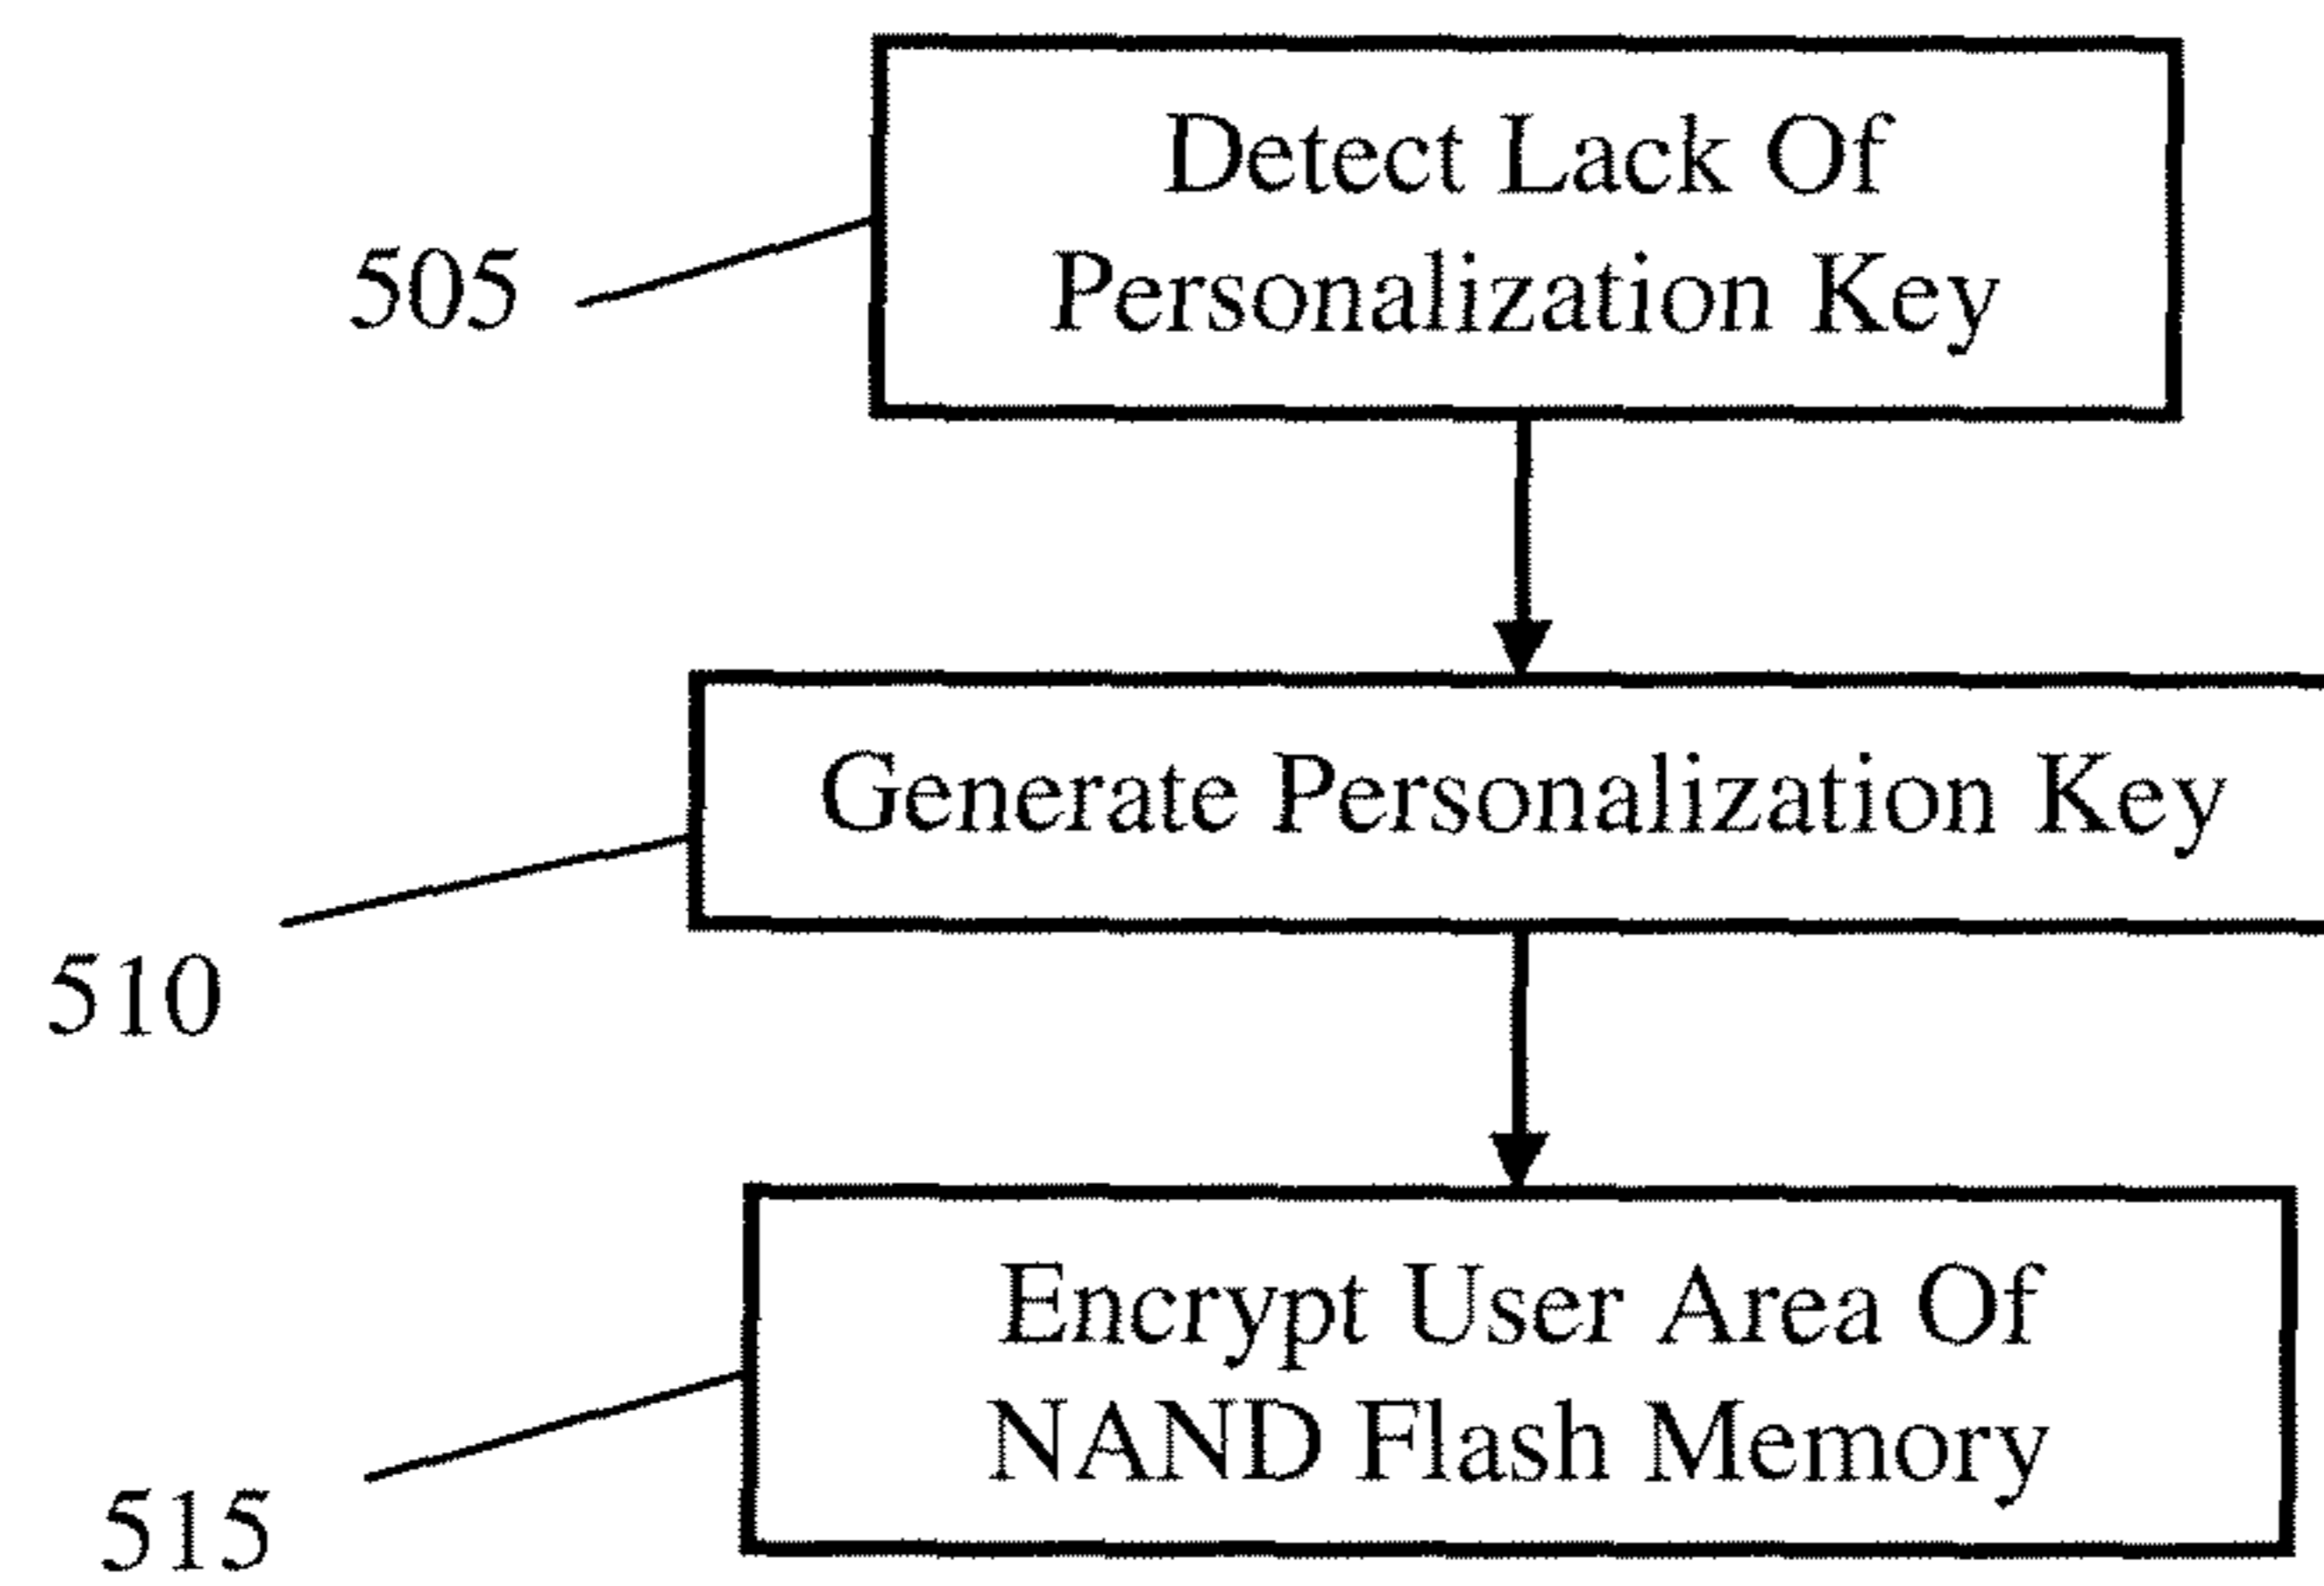 Detect Lack Of
Personalization Key
505
Generate Personalization Key
510
Encrypt User Area Of
NAND Flash Memory
515